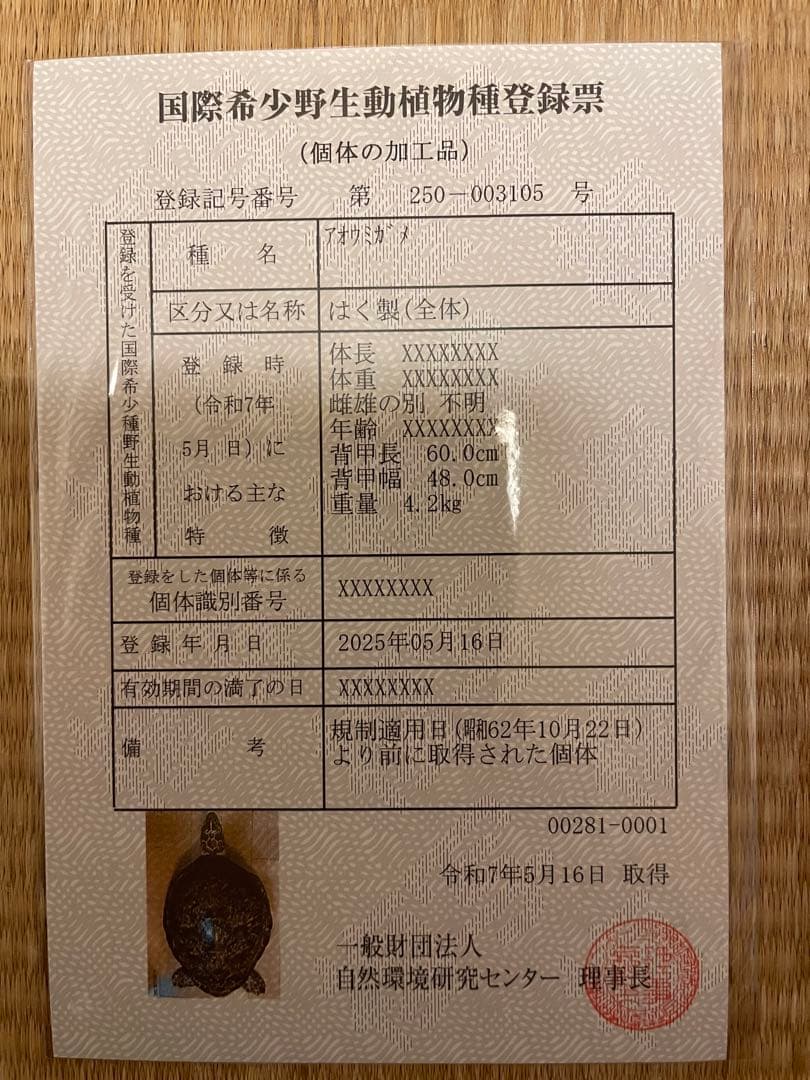 国際希少野生動植物種登録票
(個体の加工品)
登録記号番号 第 250-003105 号
登録を受けた国際希少種野生動植物種
種 名
ｱｵｳﾐｶﾞﾒ
区分又は名称
はく製(全体)
登録時
(令和7年
5月 日)に
おける主な
特 徴
体長 XXXXXXXX
体重 XXXXXXXX
雌雄の別 不明
年齢 XXXXXXXX
背甲長 60.0cm
背甲幅 48.0cm
重量 4.2kg
登録をした個体等に係る
個体識別番号
XXXXXXXX
登録年月日
2025年05月16日
有効期間の満了の日
XXXXXXXX
備 考
規制適用日(昭和62年10月22日)
より前に取得された個体
00281-0001
令和7年5月16日 取得
一般財団法人
自然環境研究センター 理事長